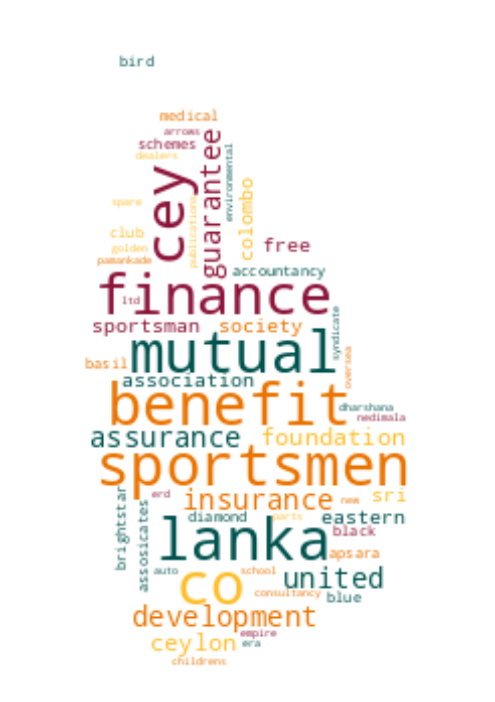 bird
medical
arrows
schemes
dealers
guarantee
environmental
cey
publications
colombo
spare
club
golden
pamankade
free
accountancy
finance
ltd
sportsman society
syndicate
mutual
oversea
basil
association
benefit
dharshana
nedimala
assurance foundation
sportsmen
brightstar
assosicates
erd
insurance
new
sri
diamond
parts
eastern
lanka
black
apsara
auto
school
united
co
consultancy
blue
development
empire
ceylon
era
childrens